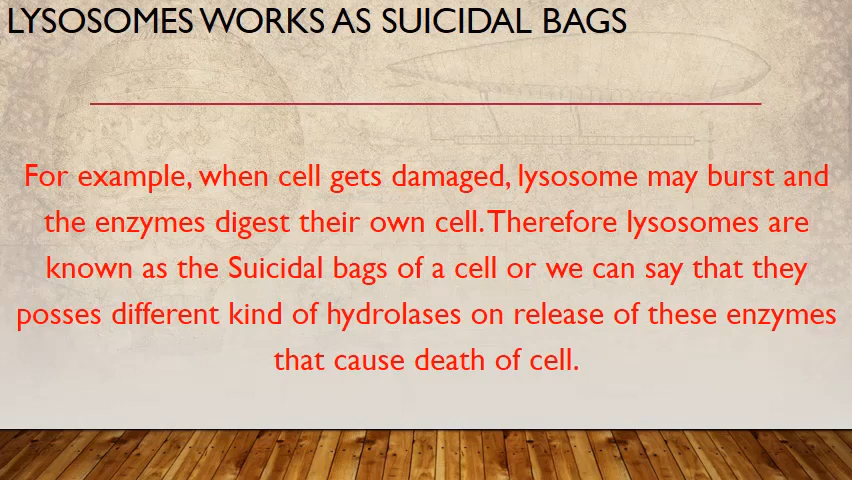 LYSOSOMES WORKS AS SUICIDAL BAGS
For example, when cell gets damaged, lysosome may burst and
the enzymes digest their own cell. Therefore lysosomes are
known as the Suicidal bags of a cell or we can say that they
posses different kind of hydrolases on release of these enzymes
that cause death of cell.